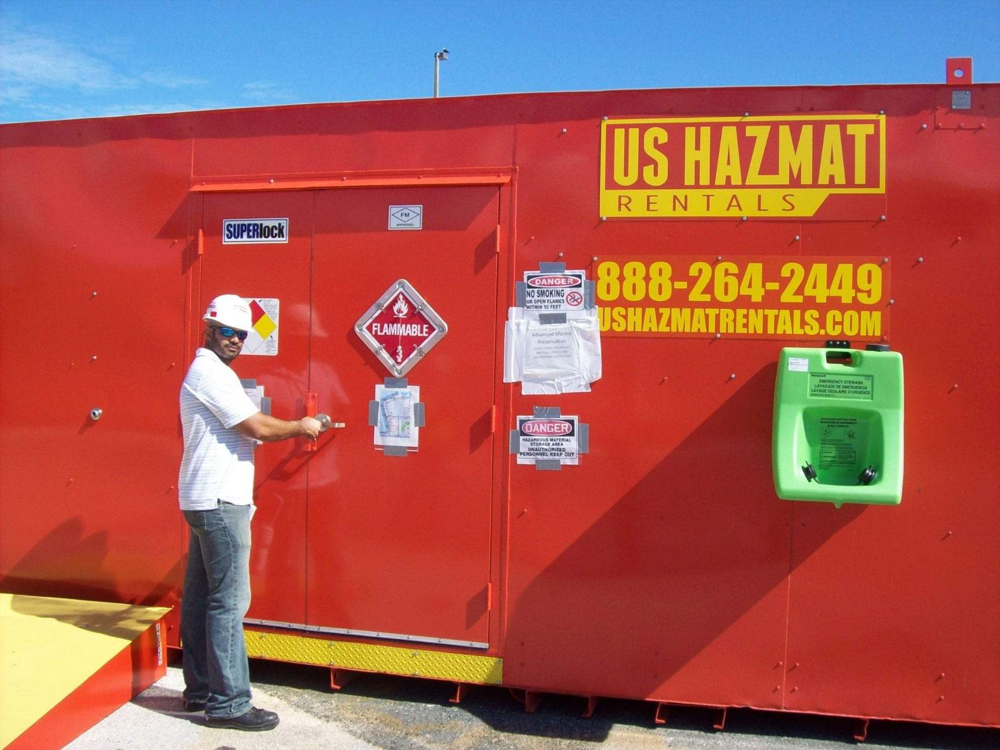 US HAZMAT
RENTALS
SUPERlock
FM
APPROVED
888-264-2449
USHAZMATRENTALS.COM
DANGER
NO SMOKING
OR OPEN FLAMES
WITHIN 50 FEET
FLAMMABLE
3
Advanced Marine
Preservation
DANGER
HAZARDOUS MATERIAL
STORAGE AREA
UNAUTHORIZED
PERSONNEL KEEP OUT
Honeywell
EMERGENCY EYEWASH
LAVAOJOS DE EMERGENCIA
LAVAGE OCULAIRE D'URGENCE